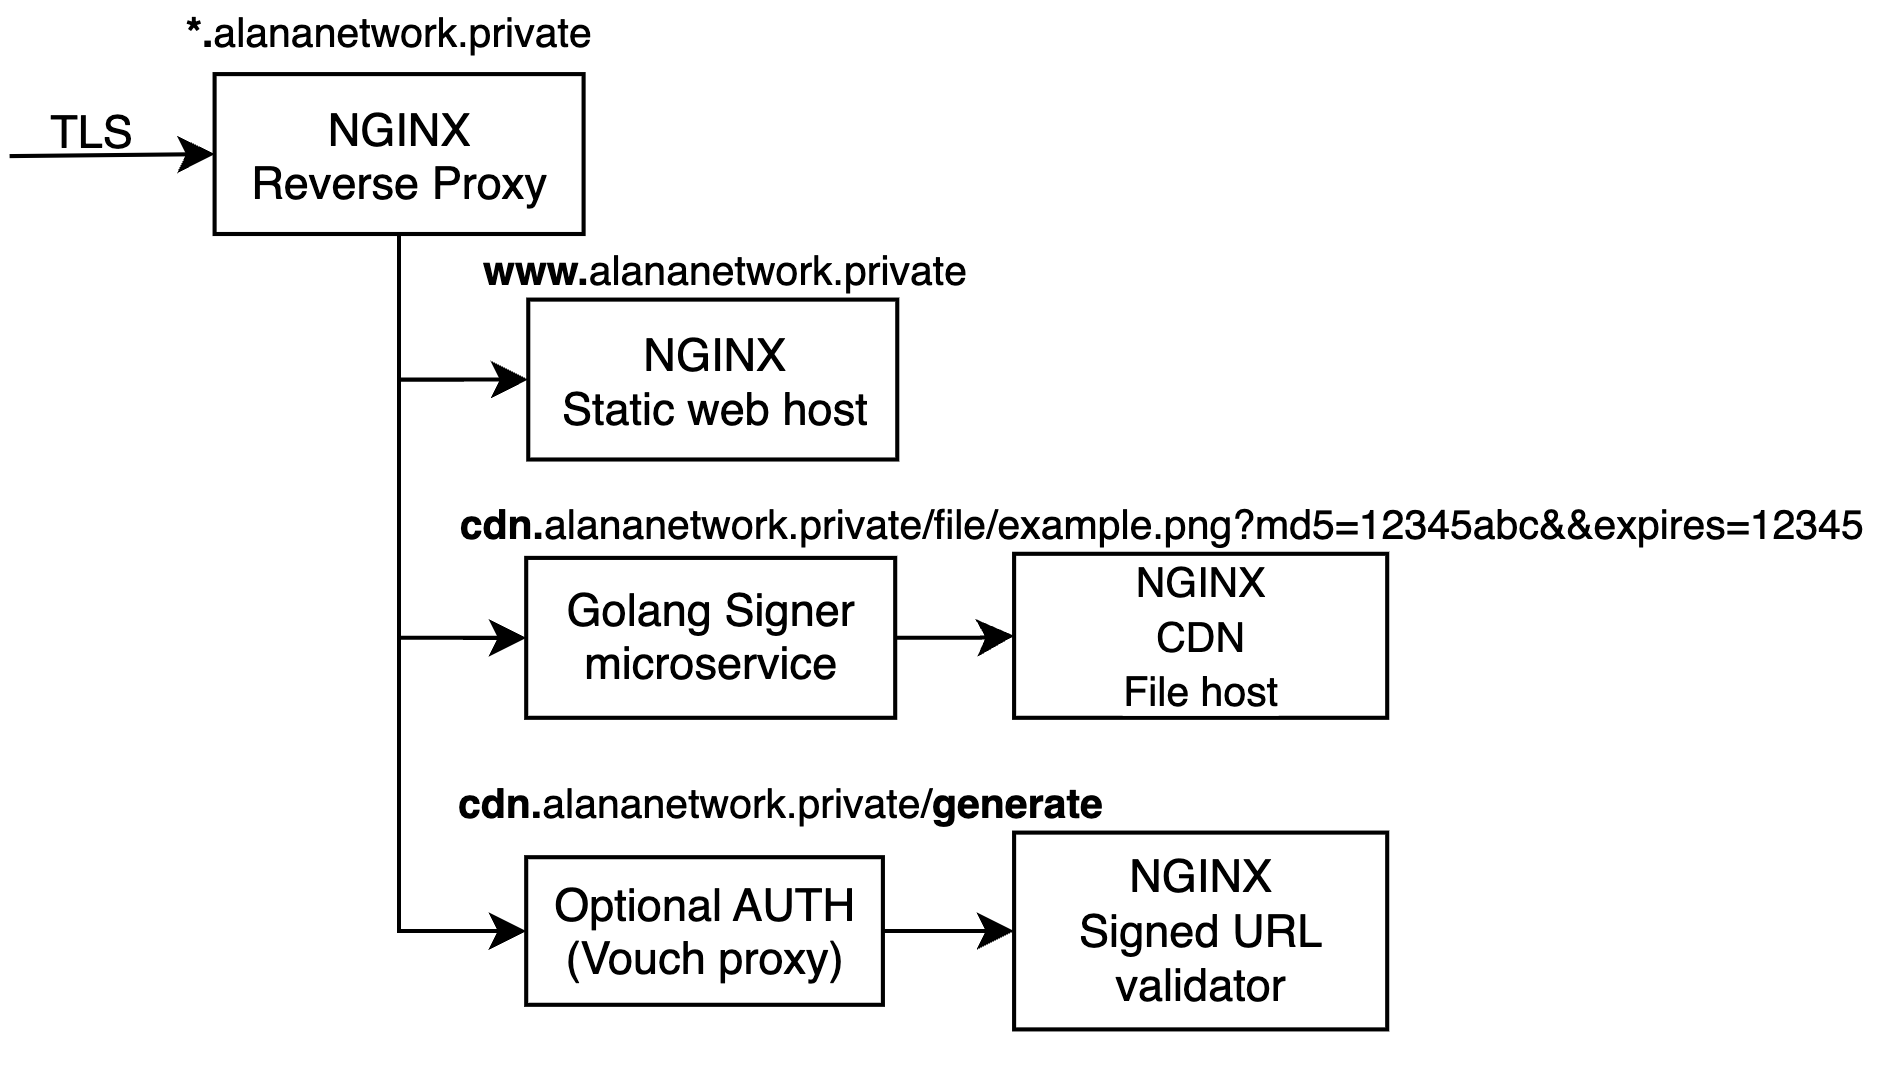 *.alananetwork.private
TLS
NGINX
Reverse Proxy
www.alananetwork.private
NGINX
Static web host
cdn.alananetwork.private/file/example.png?md5=12345abc&&expires=12345
Golang Signer
microservice
NGINX
CDN
File host
cdn.alananetwork.private/generate
Optional AUTH
(Vouch proxy)
NGINX
Signed URL
validator